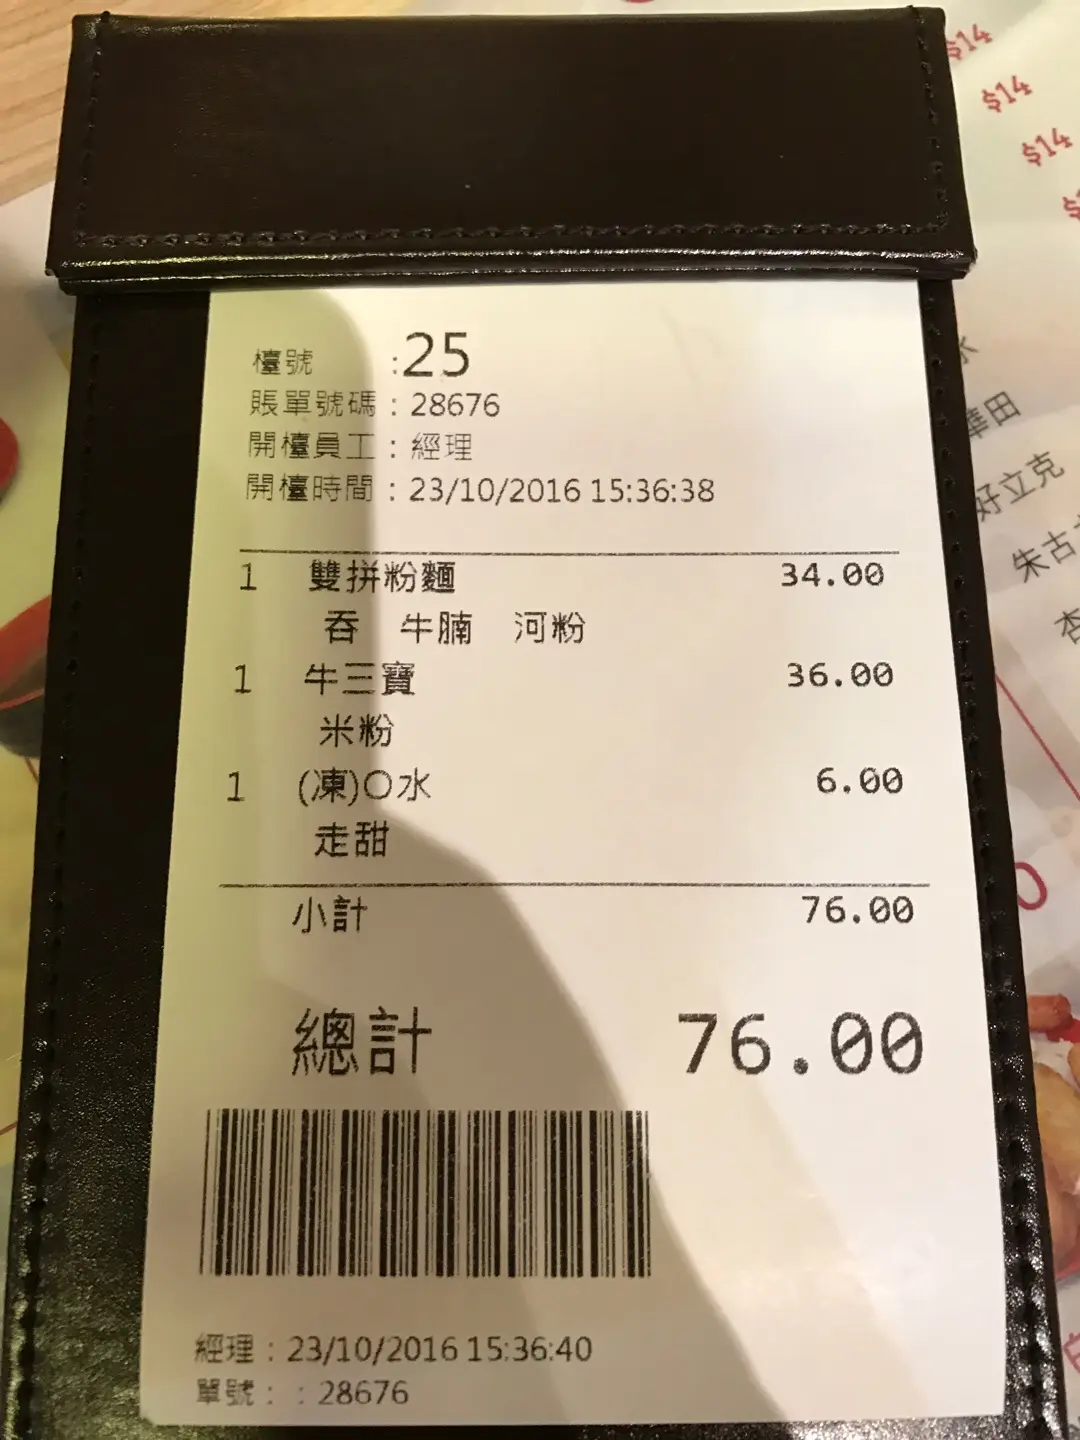 檯號 :25
賬單號碼 : 28676
開檯員工 : 經理
開檯時間 : 23/10/2016 15:36:38
1 雙拼粉麵 34.00
吞 牛腩 河粉
1 牛三寶 36.00
米粉
1 (凍)O水 6.00
走甜
小計 76.00
總計 76.00
經理 : 23/10/2016 15:36:40
單號 : : 28676
$14
$14
$14
水
華田
好立克
朱古
杏